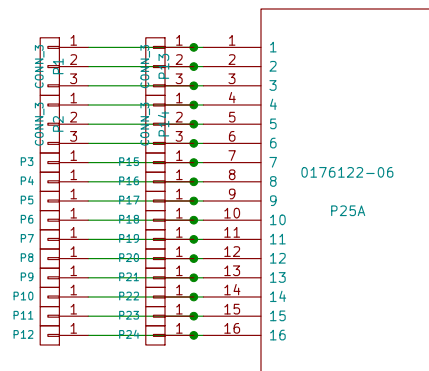 CONN_3 P1 1 CONN_3 P13 1 1 1
2 2 2 2
3 3 3 3
CONN_3 P2 1 CONN_3 P14 1 4 4
2 2 5 5
3 3 6 6
P3 1 P15 1 7 7
P4 1 P16 1 8 8
0176122-06
P5 1 P17 1 9 9
P6 1 P18 1 10 10
P25A
P7 1 P19 1 11 11
P8 1 P20 1 12 12
P9 1 P21 1 13 13
P10 1 P22 1 14 14
P11 1 P23 1 15 15
P12 1 P24 1 16 16